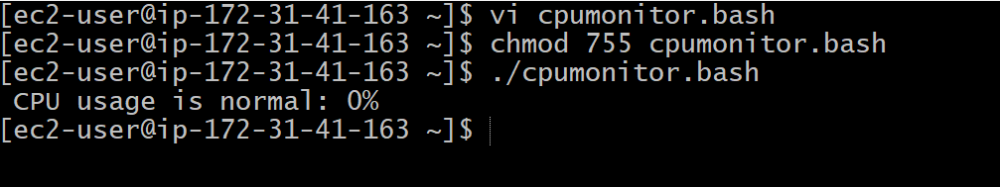 [ec2-user@ip-172-31-41-163 ~]$ vi cpumonitor.bash
[ec2-user@ip-172-31-41-163 ~]$ chmod 755 cpumonitor.bash
[ec2-user@ip-172-31-41-163 ~]$ ./cpumonitor.bash
 CPU usage is normal: 0%
[ec2-user@ip-172-31-41-163 ~]$